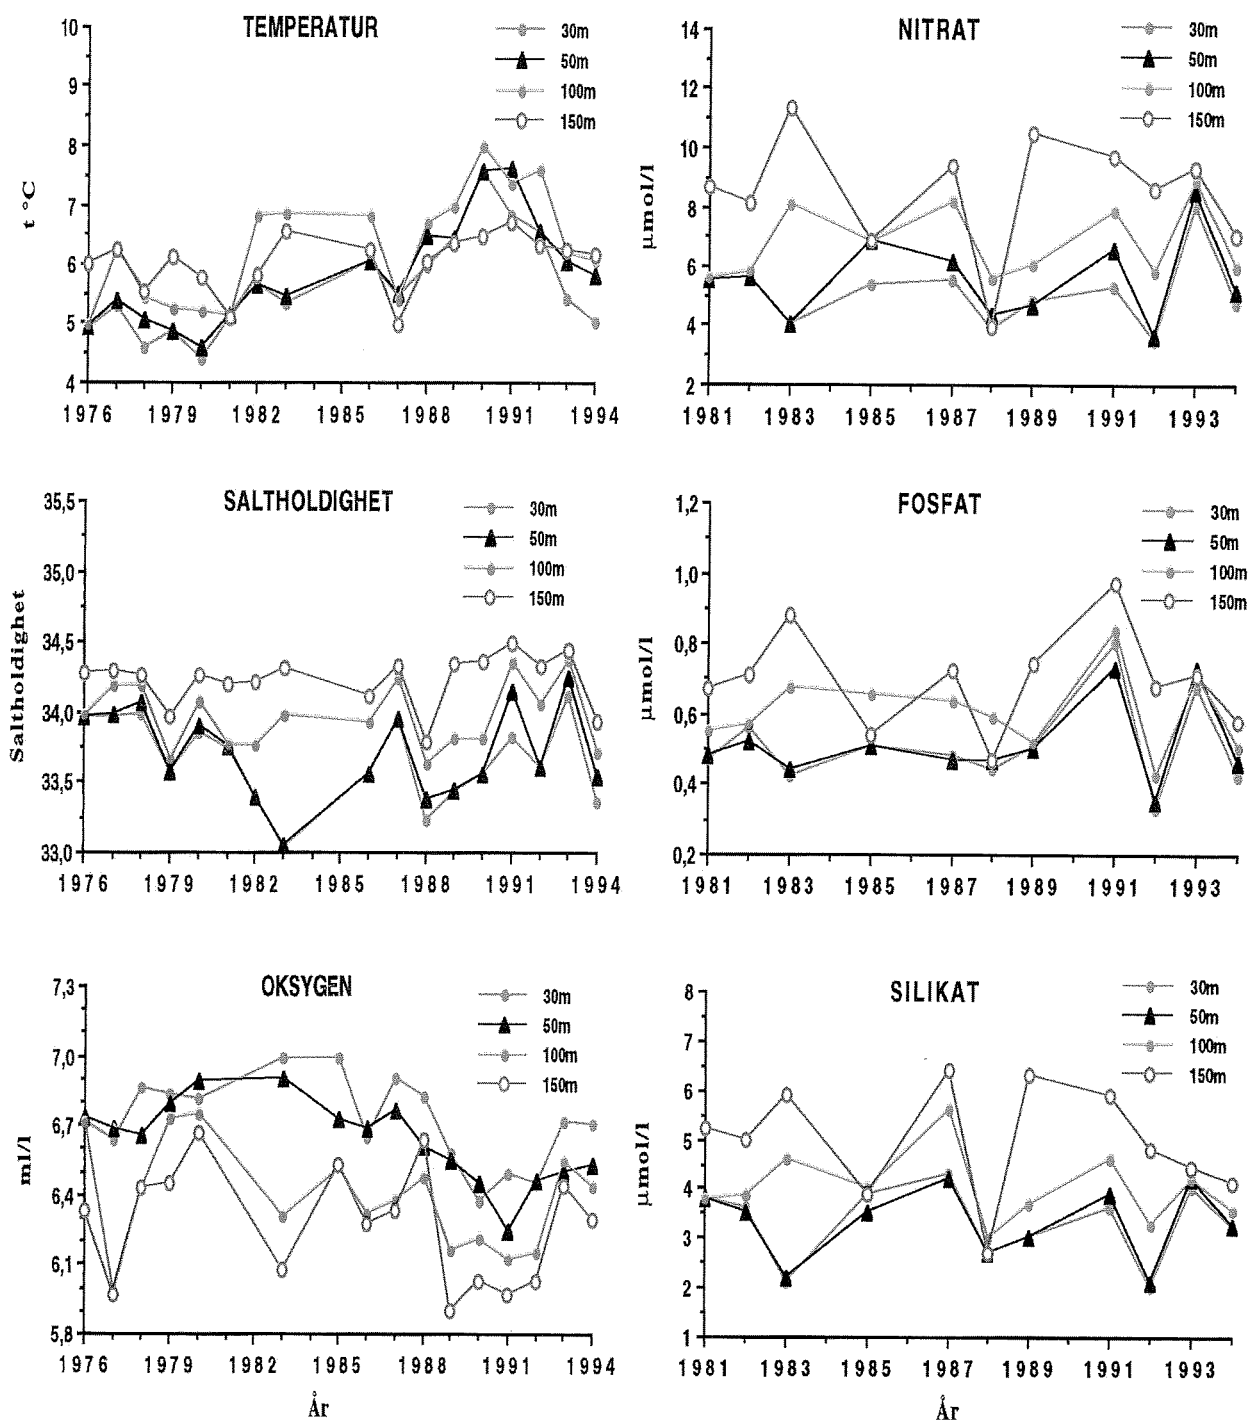 TEMPERATUR
30m
50m
100m
150m
10
9
8
7
6
5
4
t °C
1976 1979 1982 1985 1988 1991 1994
NITRAT
30m
50m
100m
150m
14
12
10
8
6
4
2
µmol/l
1981 1983 1985 1987 1989 1991 1993
SALTHOLDIGHET
30m
50m
100m
150m
35,5
35,0
34,5
34,0
33,5
33,0
Saltholdighet
1976 1979 1982 1985 1988 1991 1994
FOSFAT
30m
50m
100m
150m
1,2
1,0
0,8
0,6
0,4
0,2
µmol/l
1981 1983 1985 1987 1989 1991 1993
OKSYGEN
30m
50m
100m
150m
7,3
7,0
6,7
6,4
6,1
5,8
ml/l
1976 1979 1982 1985 1988 1991 1994
År
SILIKAT
30m
50m
100m
150m
8
7
6
5
4
3
2
1
µmol/l
1981 1983 1985 1987 1989 1991 1993
År